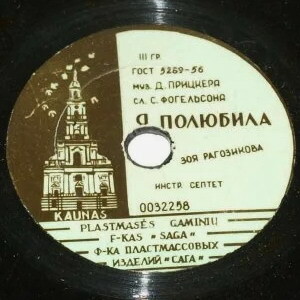 III ГР.
ГОСТ 5289-56
МУЗ. Д. ПРИЦКЕРА
СЛ. С. ФОГЕЛЬСОНА
Я ПОЛЮБИЛА
ЗОЯ РАГОЗИКОВА
ИНСТР. СЕПТЕТ
0032258
KAUNAS
PLASTMASĖS GAMINIŲ
F-KAS "SAGA"
Ф-КА ПЛАСТМАССОВЫХ
ИЗДЕЛИЙ "САГА"